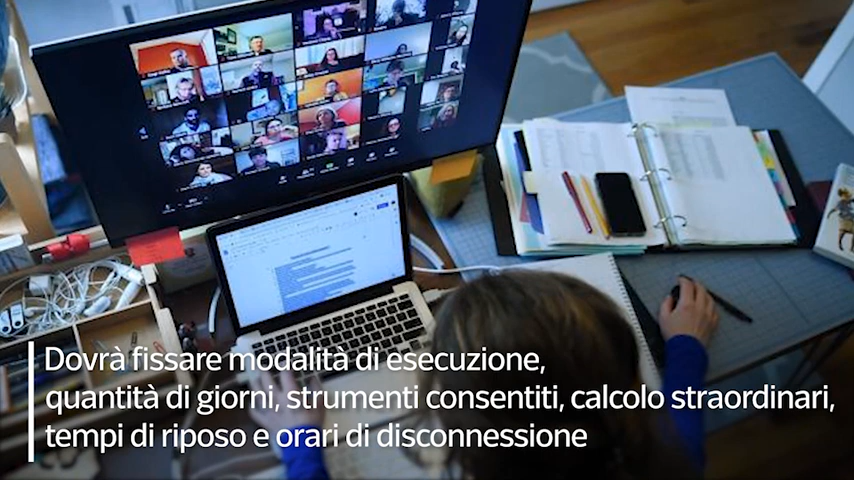 Dovrà fissare modalità di esecuzione,
quantità di giorni, strumenti consentiti, calcolo straordinari,
tempi di riposo e orari di disconnessione